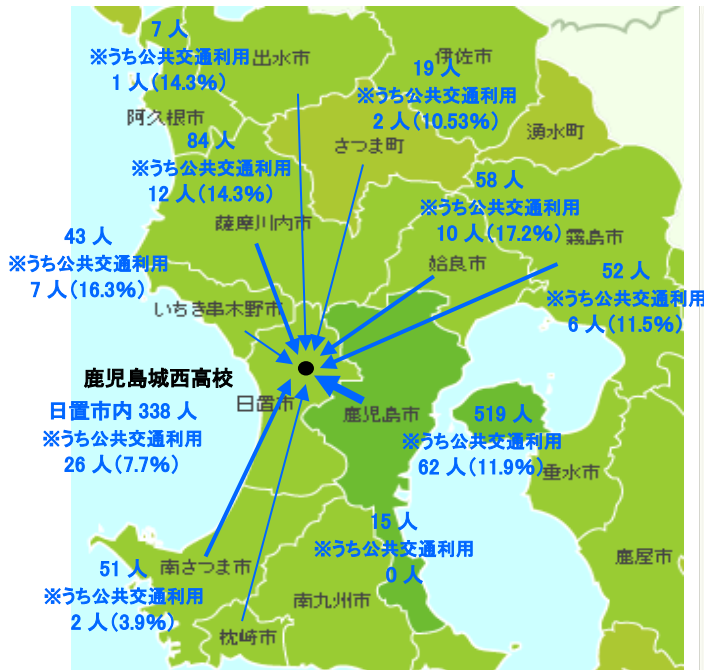 7 人
※うち公共交通利用
1 人(14.3%)
出水市
伊佐市
19 人
※うち公共交通利用
2 人(10.53%)
阿久根市
湧水町
さつま町
84 人
※うち公共交通利用
12 人(14.3%)
薩摩川内市
58 人
※うち公共交通利用
10 人(17.2%)
霧島市
姶良市
43 人
※うち公共交通利用
7 人(16.3%)
52 人
※うち公共交通利用
6 人(11.5%)
いちき串木野市
鹿児島城西高校
日置市内 338 人
※うち公共交通利用
26 人(7.7%)
日置市
鹿児島市
519 人
※うち公共交通利用
62 人(11.9%)
垂水市
15 人
※うち公共交通利用
0 人
鹿屋市
51 人
※うち公共交通利用
2 人(3.9%)
南さつま市
南九州市
枕崎市